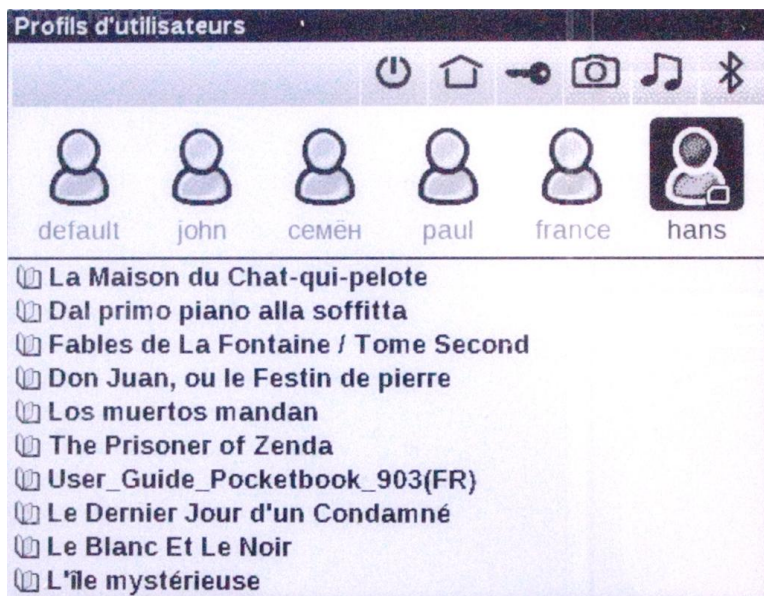 Profils d'utilisateurs
default john семён paul france hans
La Maison du Chat-qui-pelote
Dal primo piano alla soffitta
Fables de La Fontaine / Tome Second
Don Juan, ou le Festin de pierre
Los muertos mandan
The Prisoner of Zenda
User_Guide_Pocketbook_903(FR)
Le Dernier Jour d'un Condamné
Le Blanc Et Le Noir
L'île mystérieuse